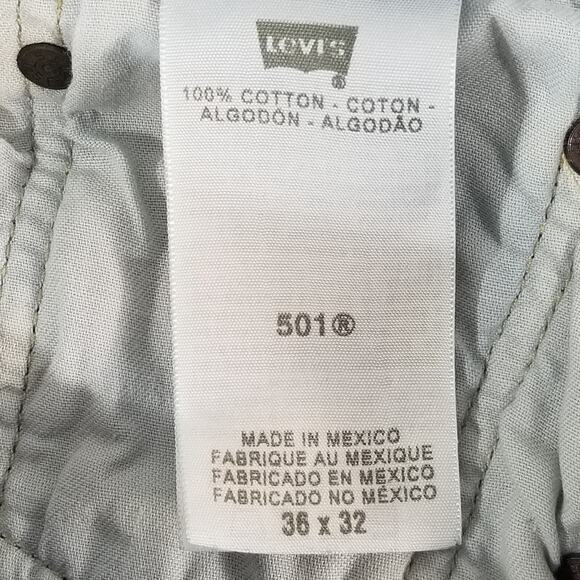 LEVI'S
®
100% COTTON - COTON -
ALGODÓN - ALGODÃO
501®
MADE IN MEXICO
FABRIQUE AU MEXIQUE
FABRICADO EN MÉXICO
FABRICADO NO MÉXICO
36 x 32